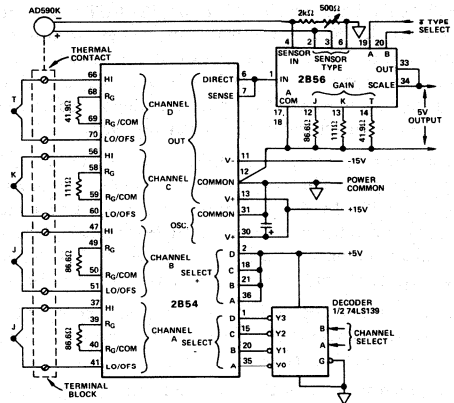 AD590K
−
+
2kΩ
500Ω
THERMAL CONTACT
4
2
3
6
19
20
SENSOR IN
SENSOR TYPE
A
B
TYPE SELECT
2B56
IN
1
OUT
33
SCALE
34
5V OUTPUT
A COM
GAIN
J
K
T
17, 18
12
13
14
86.6Ω
111Ω
41.9Ω
66
HI
68
RG
T
41.9Ω
69
RG/COM
70
LO/OFS
CHANNEL D
56
HI
58
RG
K
111Ω
59
RG/COM
60
LO/OFS
CHANNEL C
47
HI
49
RG
J
86.6Ω
50
RG/COM
51
LO/OFS
CHANNEL B
37
HI
39
RG
J
86.6Ω
40
RG/COM
41
LO/OFS
CHANNEL A
2B54
DIRECT
6
SENSE
7
OUT
V-
11
-15V
12
COMMON
POWER COMMON
V+
13
+15V
OSC.
COMMON
31
+
V+
30
SELECT +
D
2
+5V
C
18
B
21
A
36
SELECT -
D
1
C
15
B
20
A
35
DECODER
1/2 74LS139
Y3
Y2
Y1
Y0
B
A
G
CHANNEL SELECT
TERMINAL BLOCK